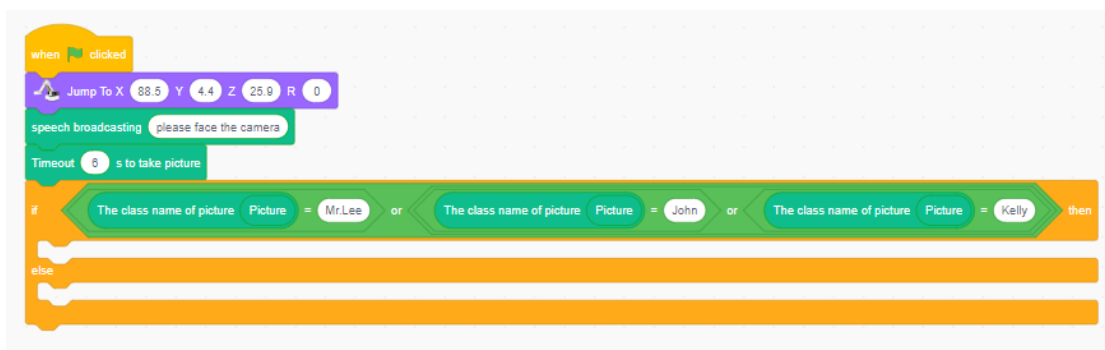 when clicked
Jump To X 88.5 Y 4.4 Z 25.9 R 0
speech broadcasting please face the camera
Timeout 6 s to take picture
if The class name of picture Picture = Mr.Lee or The class name of picture Picture = John or The class name of picture Picture = Kelly then
else